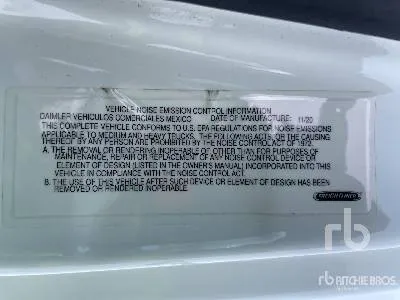 VEHICLE NOISE EMISSION CONTROL INFORMATION
DAIMLER VEHICULOS COMERCIALES MEXICO DATE OF MANUFACTURE: 11/20
THIS COMPLETE VEHICLE CONFORMS TO U.S. EPA REGULATIONS FOR NOISE EMISSIONS
APPLICABLE TO MEDIUM AND HEAVY TRUCKS. THE FOLLOWING ACTS, OR THE CAUSING
THEREOF BY ANY PERSON ARE PROHIBITED BY THE NOISE CONTROL ACT OF 1972.
A. THE REMOVAL OR RENDERING INOPERABLE OF OTHER THAN FOR PURPOSES OF
MAINTENANCE, REPAIR OR REPLACEMENT OF ANY NOISE CONTROL DEVICE OR
ELEMENT OF DESIGN (LISTED IN THE OWNER'S MANUAL) INCORPORATED INTO THIS
VEHICLE IN COMPLIANCE WITH THE NOISE CONTROL ACT.
B. THE USE OF THIS VEHICLE AFTER SUCH DEVICE OR ELEMENT OF DESIGN HAS BEEN
REMOVED OR RENDERED INOPERABLE.
FREIGHTLINER
rb
rb RITCHIE BROS.